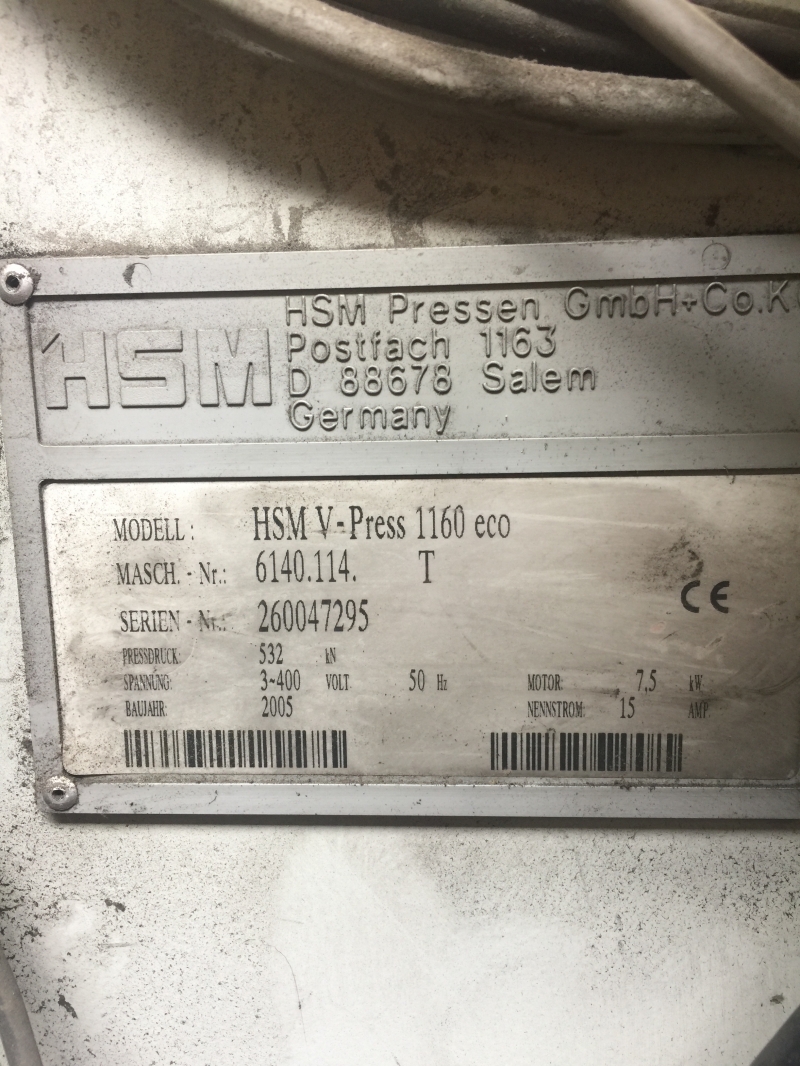 HSM
HSM Pressen GmbH+Co.K
Postfach 1163
D 88678 Salem
Germany
MODELL: HSM V-Press 1160 eco
MASCH. - Nr.: 6140.114. T
CE
SERIEN - Nr.: 260047295
PRESSDRUCK: 532 kN
SPANNUNG: 3~400 VOLT 50 Hz MOTOR: 7,5 kW
BAUJAHR: 2005 NENNSTROM: 15 AMP